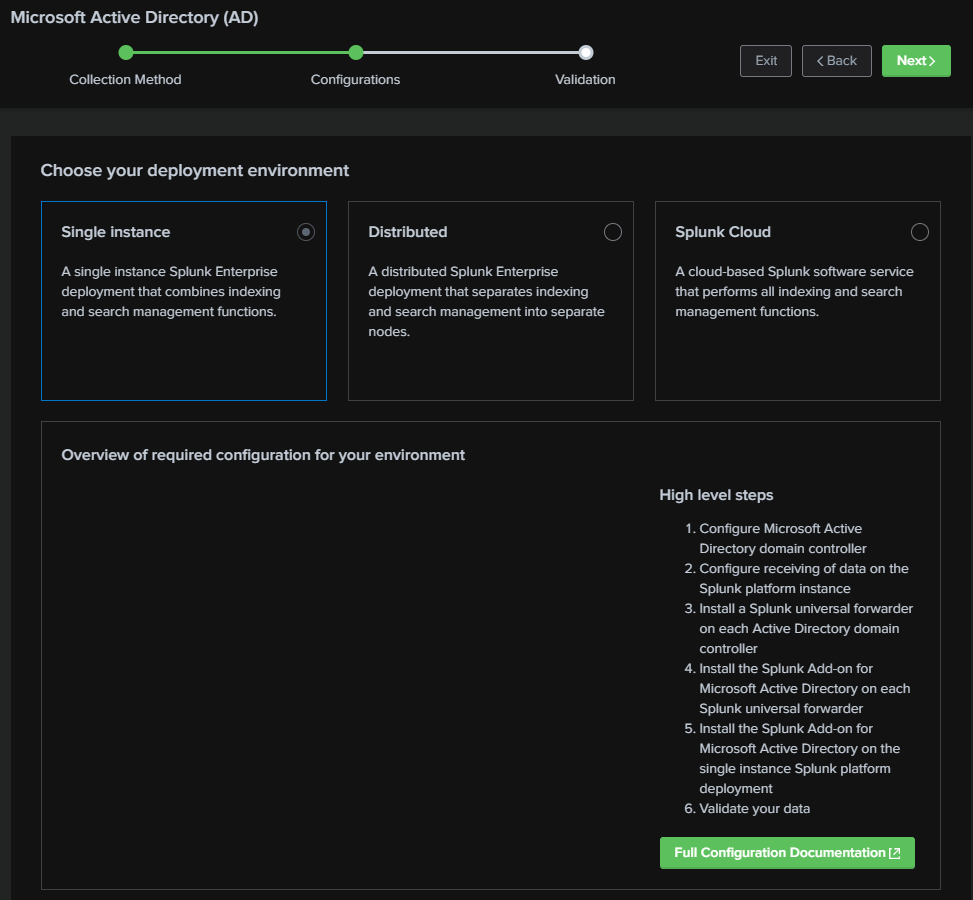 Microsoft Active Directory (AD)
Collection Method
Configurations
Validation
Exit
Back
Next
Choose your deployment environment
Single instance
A single instance Splunk Enterprise
deployment that combines indexing
and search management functions.
Distributed
A distributed Splunk Enterprise
deployment that separates indexing
and search management into separate
nodes.
Splunk Cloud
A cloud-based Splunk software service
that performs all indexing and search
management functions.
Overview of required configuration for your environment
High level steps
1. Configure Microsoft Active
Directory domain controller
2. Configure receiving of data on the
Splunk platform instance
3. Install a Splunk universal forwarder
on each Active Directory domain
controller
4. Install the Splunk Add-on for
Microsoft Active Directory on each
Splunk universal forwarder
5. Install the Splunk Add-on for
Microsoft Active Directory on the
single instance Splunk platform
deployment
6. Validate your data
Full Configuration Documentation